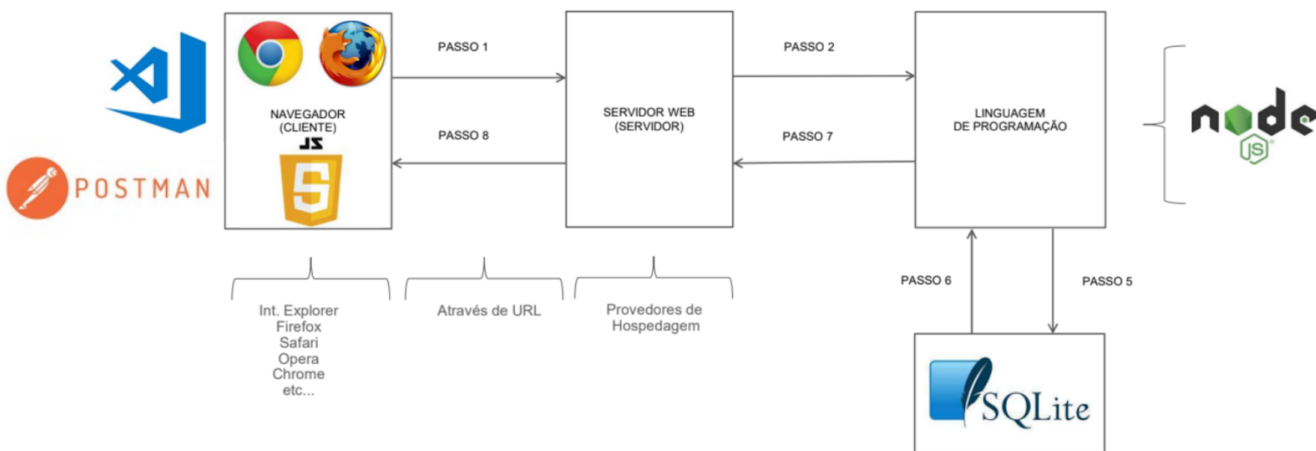 PASSO 1
PASSO 2
NAVEGADOR
(CLIENTE)
JS
SERVIDOR WEB
(SERVIDOR)
LINGUAGEM
DE PROGRAMAÇÃO
node
JS
PASSO 8
PASSO 7
POSTMAN
5
PASSO 6
PASSO 5
Int. Explorer
Firefox
Safari
Opera
Chrome
etc...
Através de URL
Provedores de
Hospedagem
SQLite